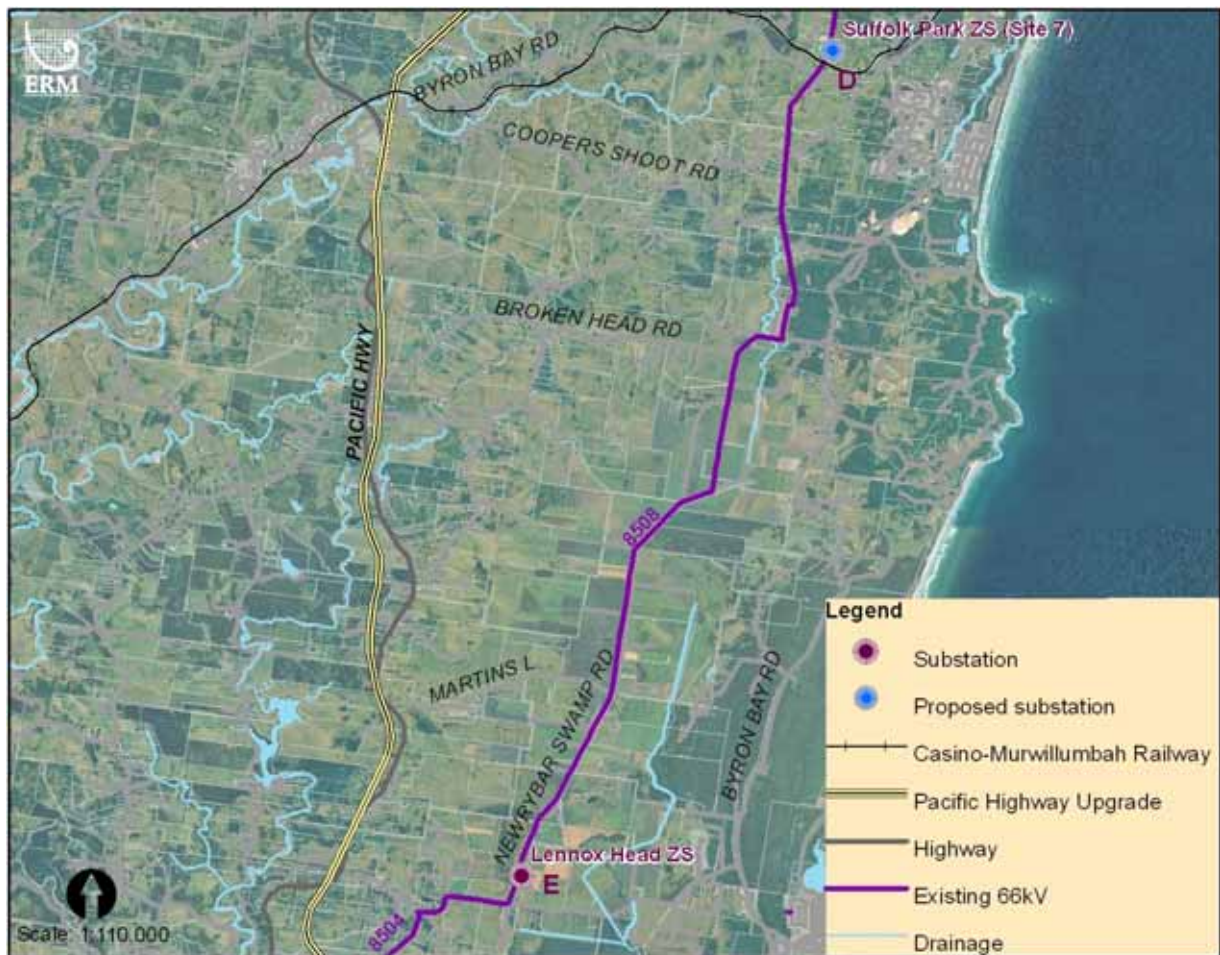 Suffolk Park ZS (Site 7)
ERM
BYRON BAY RD
D
COOPERS SHOOT RD
BROKEN HEAD RD
PACIFIC HWY
8508
MARTINS L
NEWRYBAR SWAMP RD
BYRON BAY RD
Lennox Head ZS
E
8504
Scale: 1:110.000
Legend
Substation
Proposed substation
Casino-Murwillumbah Railway
Pacific Highway Upgrade
Highway
Existing 66kV
Drainage